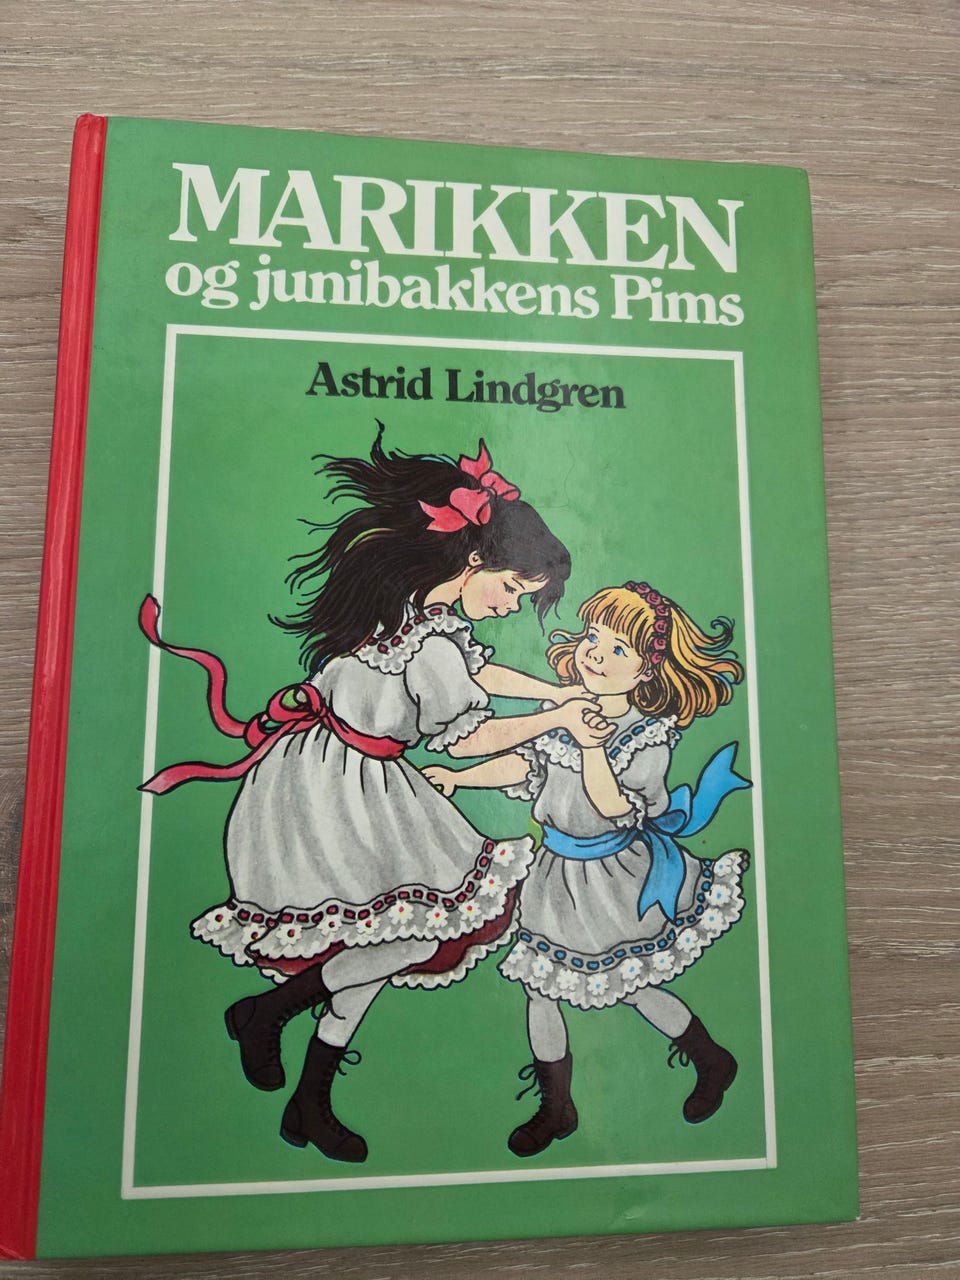 MARIKKEN
og junibakkens Pims
Astrid Lindgren